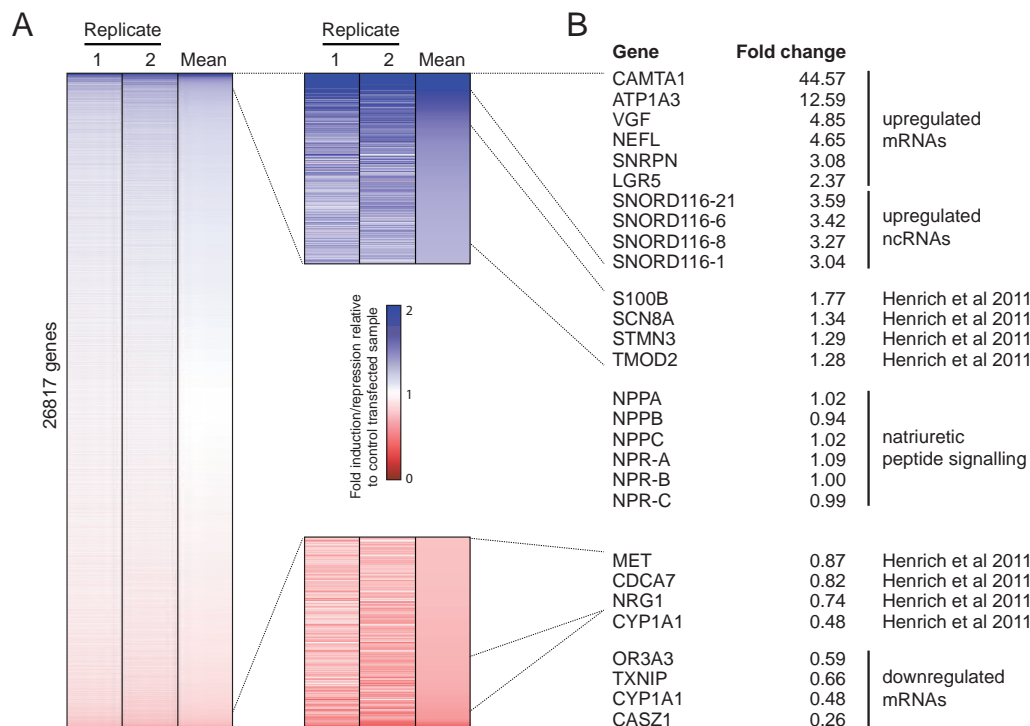 A
Replicate
1 2 Mean
26817 genes
Replicate
1 2 Mean
Fold induction/repression relative
to control transfected sample
2
1
0
B
Gene Fold change
CAMTA1 44.57
ATP1A3 12.59
VGF 4.85
NEFL 4.65
SNRPN 3.08
LGR5 2.37
upregulated
mRNAs
SNORD116-21 3.59
SNORD116-6 3.42
SNORD116-8 3.27
SNORD116-1 3.04
upregulated
ncRNAs
S100B 1.77 Henrich et al 2011
SCN8A 1.34 Henrich et al 2011
STMN3 1.29 Henrich et al 2011
TMOD2 1.28 Henrich et al 2011
NPPA 1.02
NPPB 0.94
NPPC 1.02
NPR-A 1.09
NPR-B 1.00
NPR-C 0.99
natriuretic
peptide signalling
MET 0.87 Henrich et al 2011
CDCA7 0.82 Henrich et al 2011
NRG1 0.74 Henrich et al 2011
CYP1A1 0.48 Henrich et al 2011
OR3A3 0.59
TXNIP 0.66
CYP1A1 0.48
CASZ1 0.26
downregulated
mRNAs